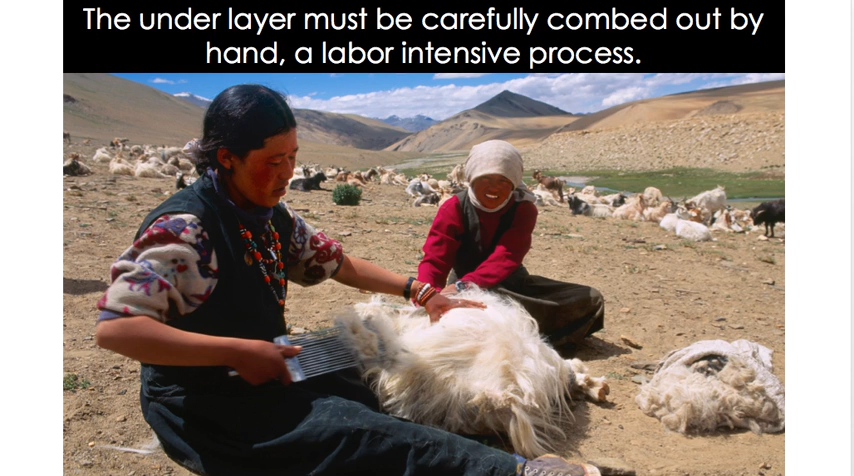 The under layer must be carefully combed out by
hand, a labor intensive process.